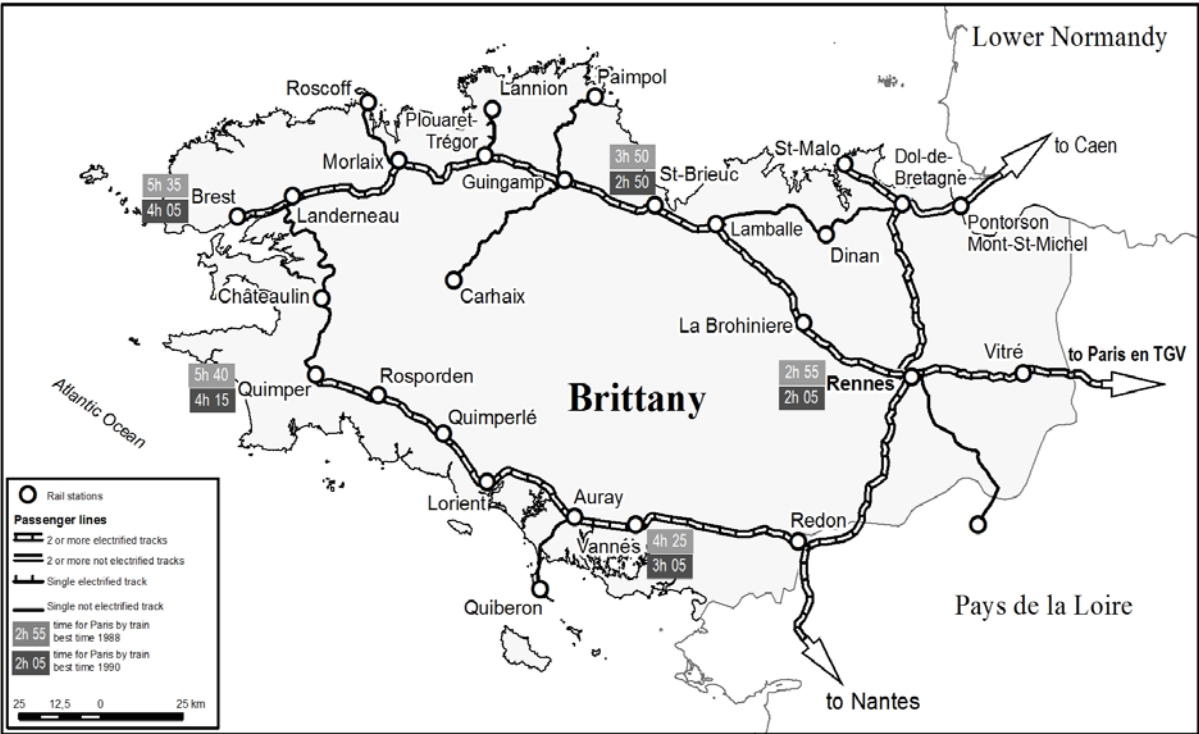 Lower Normandy
Roscoff
Lannion
Paimpol
Plouaret-
Trégor
Morlaix
Guingamp
3h 50
2h 50
St-Brieuc
St-Malo
Dol-de-
Bretagne
to Caen
5h 35
4h 05
Brest
Landerneau
Lamballe
Dinan
Pontorson
Mont-St-Michel
Châteaulin
Carhaix
La Brohiniere
Vitré
to Paris en TGV
5h 40
4h 15
Quimper
Rosporden
Brittany
2h 55
2h 05
Rennes
Atlantic Ocean
Quimperlé
Lorient
Auray
Vannes
4h 25
3h 05
Redon
Quiberon
Pays de la Loire
to Nantes
Rail stations
Passenger lines
2 or more electrified tracks
2 or more not electrified tracks
Single electrified track
Single not electrified track
2h 55
time for Paris by train
best time 1988
2h 05
time for Paris by train
best time 1990
25 12,5 0 25 km